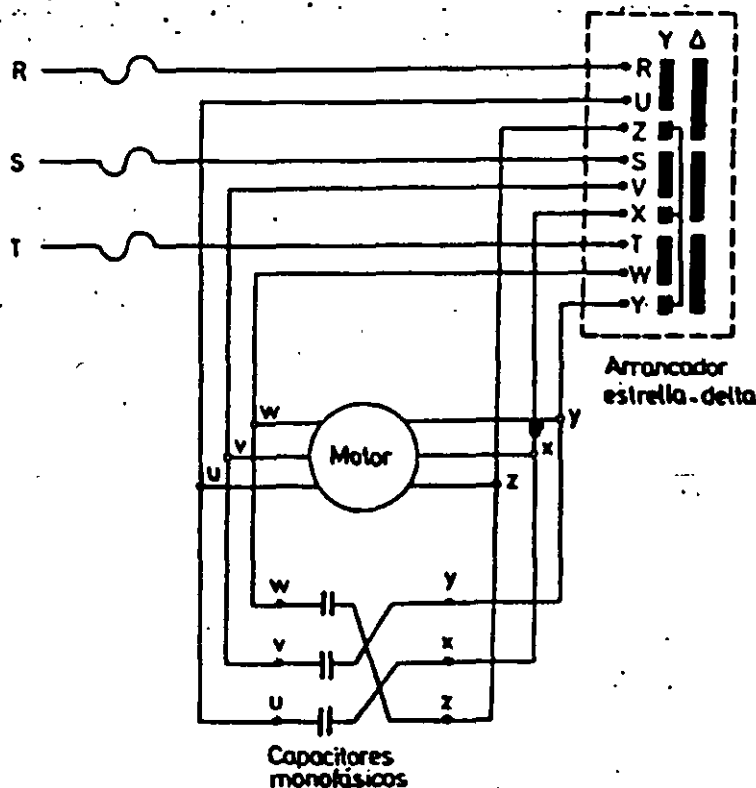 Y Δ
R R
U
Z
S S
V
X
T T
W
Y
Arrancador
estrella-delta
w y
v Motor x
u z
w y
v x
u z
Capacitores
monofásicos